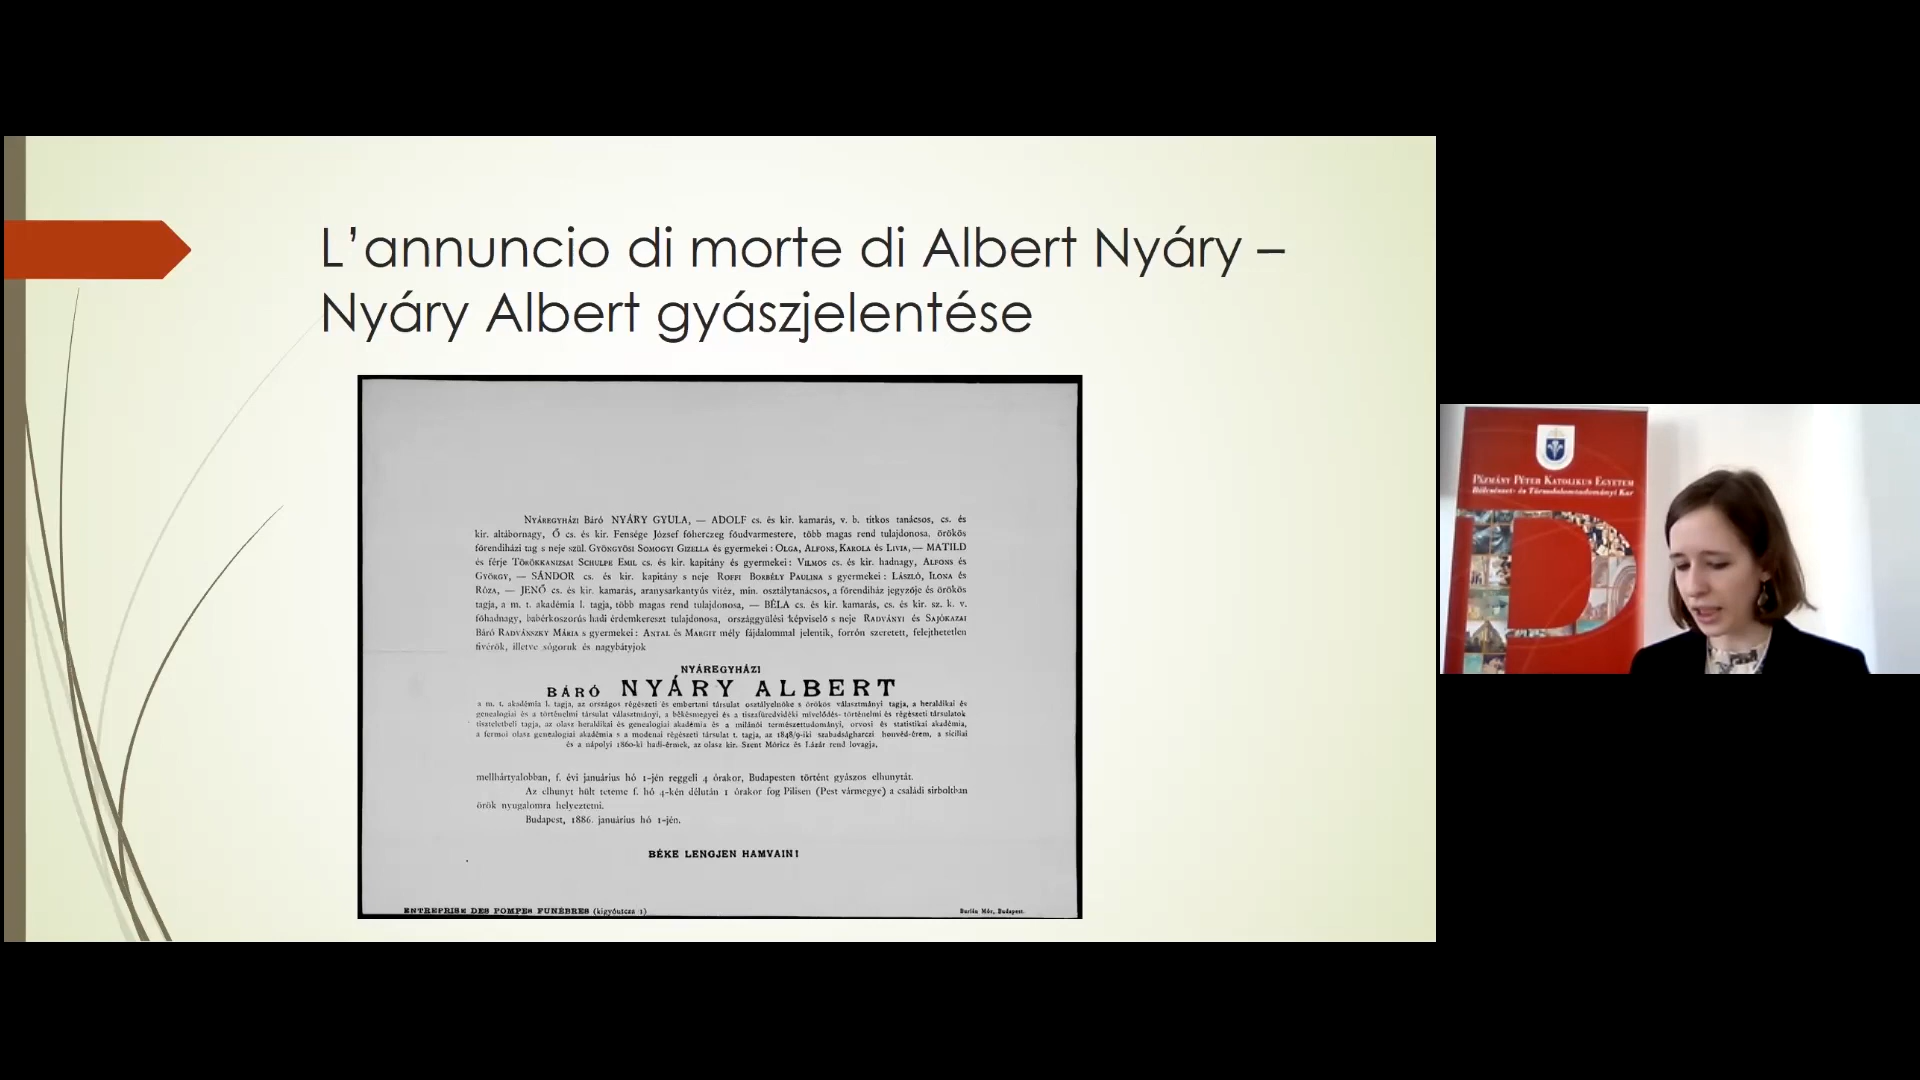 L’annuncio di morte di Albert Nyáry –
Nyáry Albert gyászjelentése
NYÁREGYHÁZI Báró NYÁRY GYULA, — ADOLF cs. és kir. kamarás, v. b. titkos tanácsos, cs. és
kir. altábornagy, Ő cs. és kir. Fensége József főherczeg főudvarmestere, több magas rend tulajdonosa, örökös
főrendiházi tag s neje szül. GYÖNGYÖSI SOMOGYI GIZELLA és gyermekei : OLGA, ALFONS, KAROLA és LIVIA, — MATILD
és férje TÖRÖKKANIZSAI SCHULPE EMIL cs. és kir. kapitány és gyermekei : VILMOS cs. és kir. hadnagy, ALFONS és
GYÖRGY, — SÁNDOR cs. és kir. kapitány s neje ROFFI BORBÉLY PAULINA s gyermekei : LÁSZLÓ, ILONA és
RÓZA, — JENŐ cs. és kir. kamarás, aranysarkantyús vitéz, min. osztálytanácsos, a főrendiház jegyzője és örökös
tagja, a m. t. akadémia l. tagja, több magas rend tulajdonosa, — BÉLA cs. és kir. kamarás, cs. és kir. sz. k. v.
főhadnagy, babérkoszorús hadi érdemkereszt tulajdonosa, országgyülési képviselő s neje RADVÁNYI és SAJÓKAZAI
Báró RADVÁNSZKY MÁRIA s gyermekei : ANTAL és MARGIT mély fájdalommal jelentik, forrón szeretett, felejthetetlen
fivérök, illetve sógoruk és nagybátyjok
NYÁREGYHÁZI
BÁRÓ NYÁRY ALBERT
a m. t. akadémia l. tagja, az országos régészeti és embertani társulat osztályelnöke s örökös választmányi tagja, a heraldikai és
genealogiai és a történelmi társulat választmányi, a békésmegyei és a tiszafüredvidéki mivelődés- történelmi és régészeti társulatok
tiszteletbeli tagja, az olasz heraldikai és genealogiai akadémia és a milánói természettudományi, orvosi és statistikai akadémia,
a fermoi olasz genealogiai akadémia s a modenai régészeti társulat t. tagja, az 1848/9-iki szabadságharczi honvéd-érem, a siciliai
és a nápolyi 1860-ki hadi-érmek, az olasz kir. Szent Móricz és Lázár rend lovagja,
mellhártyalobban, f. évi januárius hó 1-jén reggeli 4 órakor, Budapesten történt gyászos elhunytát.
Az elhunyt hült teteme f. hó 4-kén délután 1 órakor fog Pilisen (Pest vármegye) a családi sirboltban
örök nyugalomra helyeztetni.
Budapest, 1886. januárius hó 1-jén.
BÉKE LENGJEN HAMVAIN!
ENTREPRISE DES POMPES FUNÈBRES (kigyóutcza 1)
Burián Mór, Budapest.
PÁZMÁNY PÉTER KATOLIKUS EGYETEM
Bölcsészet- és Társadalomtudományi Kar